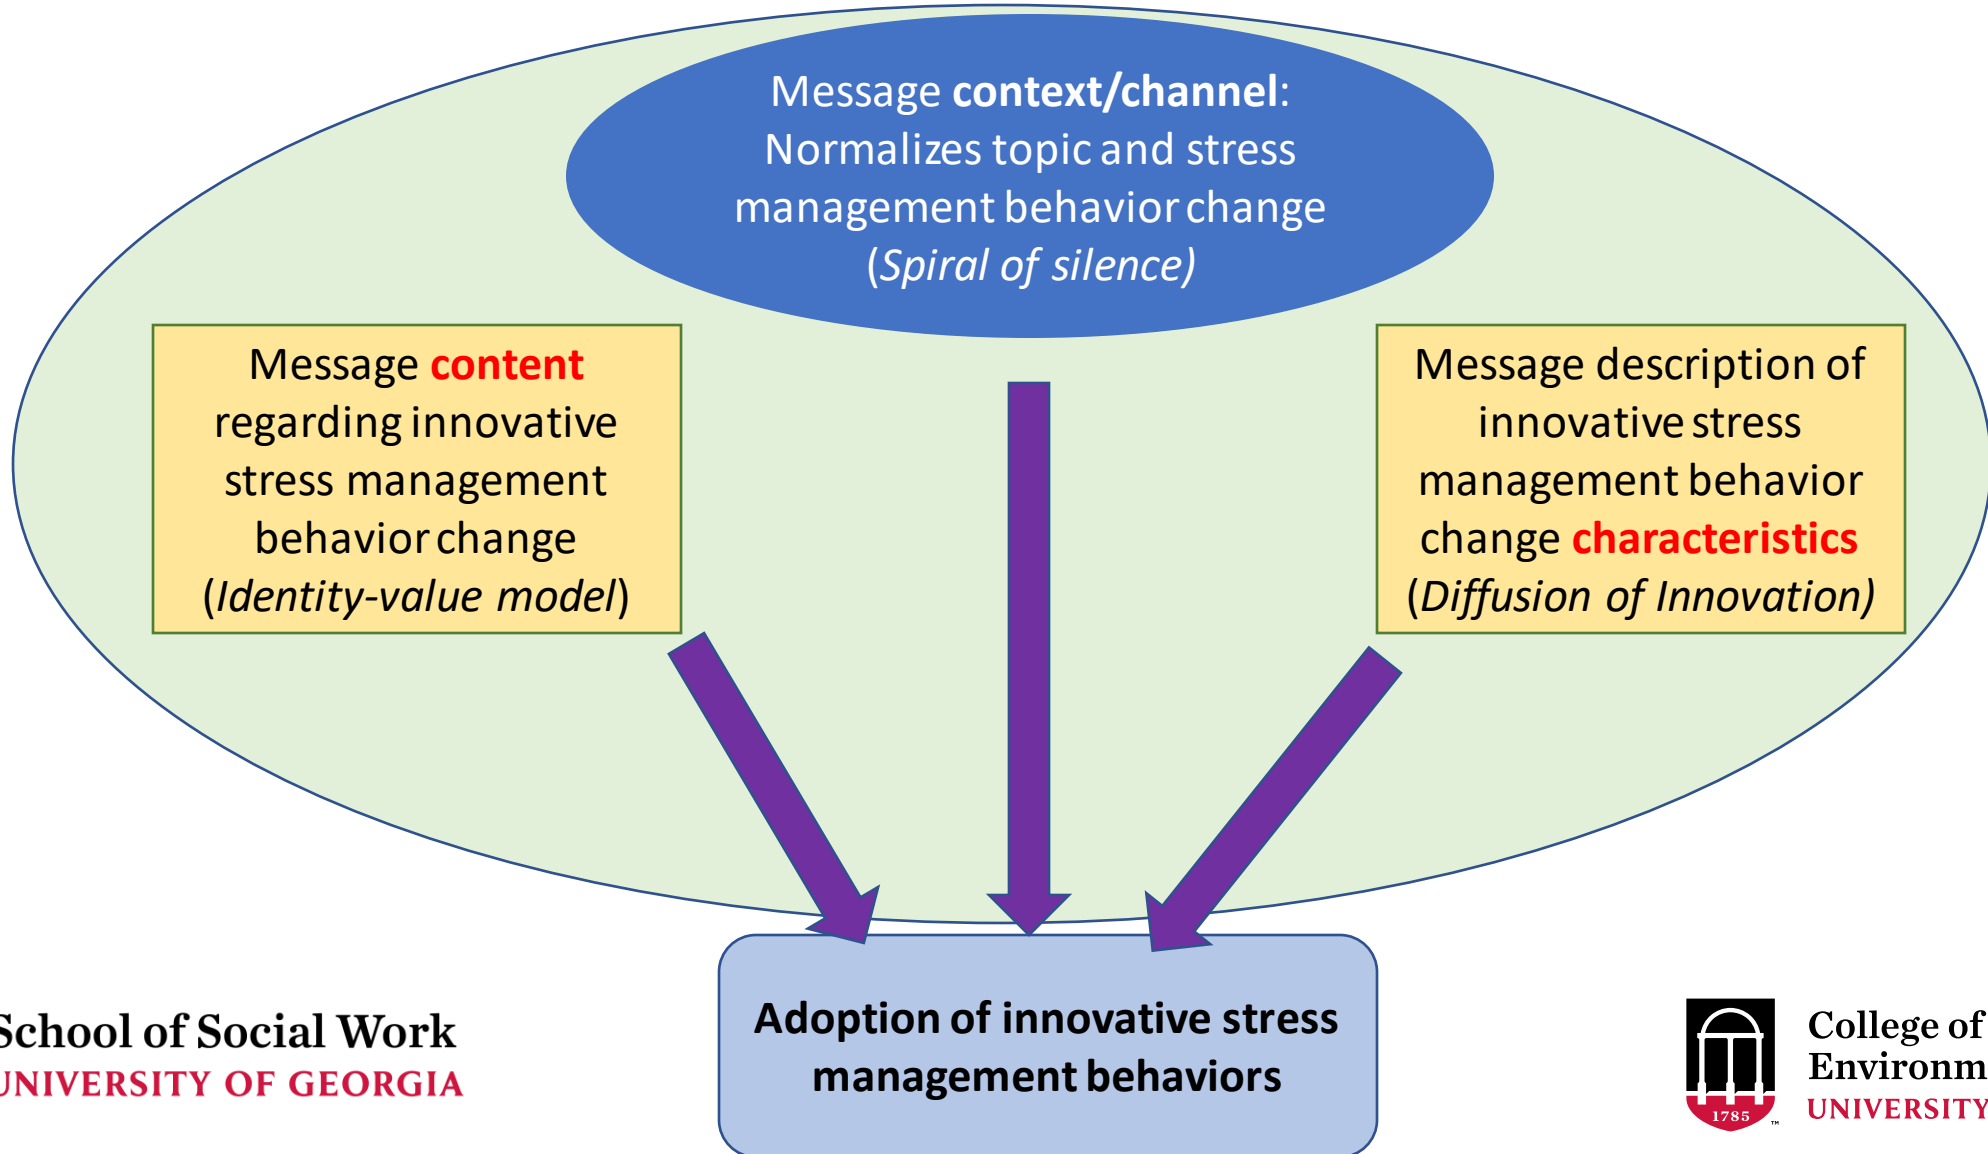 Message context/channel:
Normalizes topic and stress
management behavior change
(Spiral of silence)
Message content
regarding innovative
stress management
behavior change
(Identity-value model)
Message description of
innovative stress
management behavior
change characteristics
(Diffusion of Innovation)
Adoption of innovative stress
management behaviors
School of Social Work
UNIVERSITY OF GEORGIA
1785
™
College of
Environm
UNIVERSITY